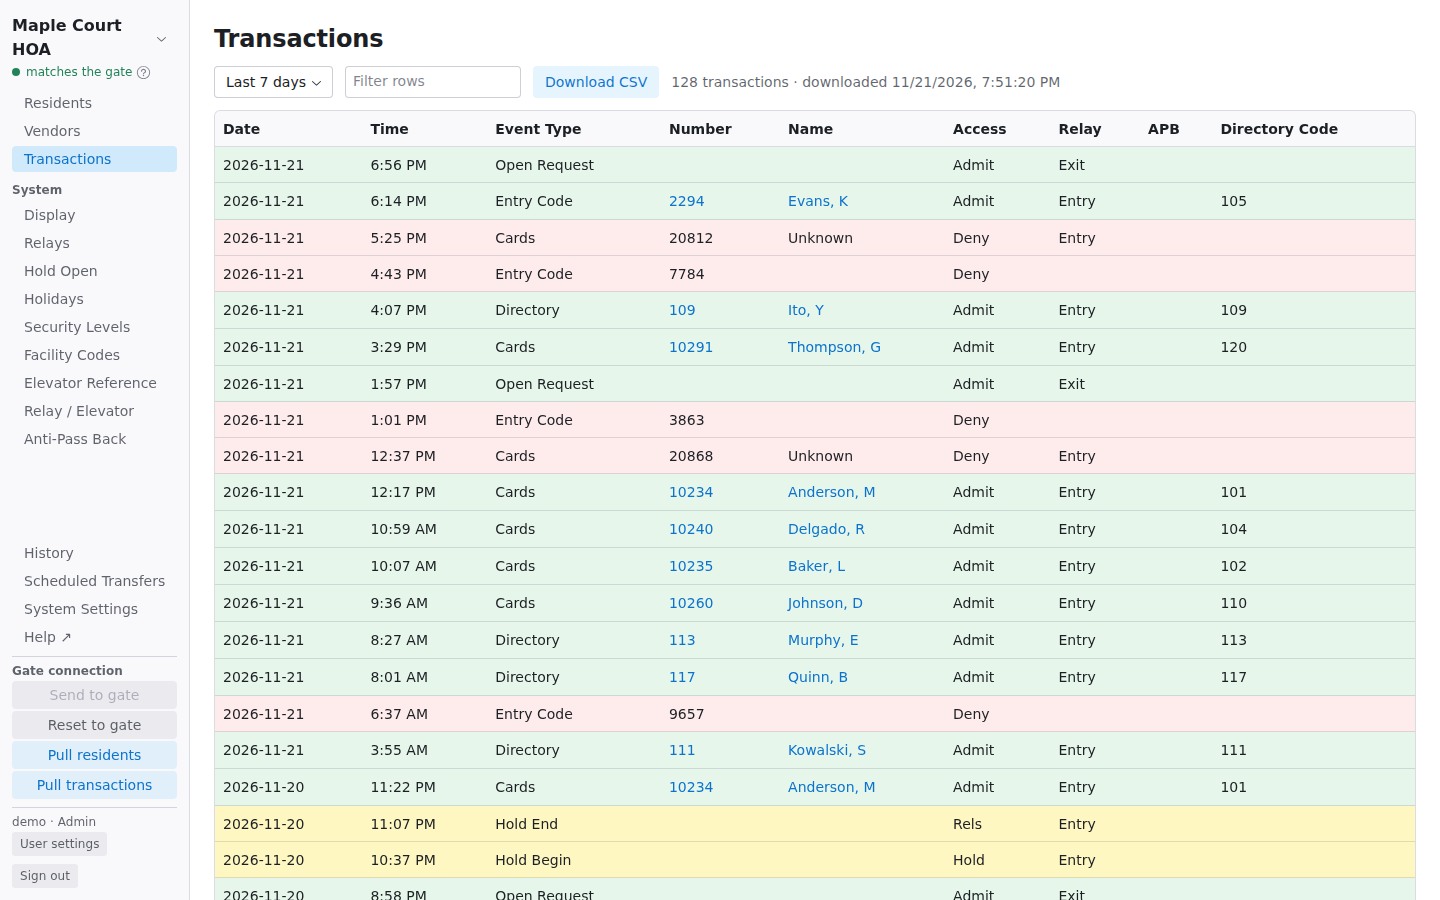 Maple Court
HOA
matches the gate ?
Residents
Vendors
Transactions
System
Display
Relays
Hold Open
Holidays
Security Levels
Facility Codes
Elevator Reference
Relay / Elevator
Anti-Pass Back
History
Scheduled Transfers
System Settings
Help ↗
Gate connection
Send to gate
Reset to gate
Pull residents
Pull transactions
demo · Admin
User settings
Sign out
Transactions
Last 7 days Filter rows Download CSV 128 transactions · downloaded 11/21/2026, 7:51:20 PM
Date Time Event Type Number Name Access Relay APB Directory Code
2026-11-21 6:56 PM Open Request Admit Exit
2026-11-21 6:14 PM Entry Code 2294 Evans, K Admit Entry 105
2026-11-21 5:25 PM Cards 20812 Unknown Deny Entry
2026-11-21 4:43 PM Entry Code 7784 Deny
2026-11-21 4:07 PM Directory 109 Ito, Y Admit Entry 109
2026-11-21 3:29 PM Cards 10291 Thompson, G Admit Entry 120
2026-11-21 1:57 PM Open Request Admit Exit
2026-11-21 1:01 PM Entry Code 3863 Deny
2026-11-21 12:37 PM Cards 20868 Unknown Deny Entry
2026-11-21 12:17 PM Cards 10234 Anderson, M Admit Entry 101
2026-11-21 10:59 AM Cards 10240 Delgado, R Admit Entry 104
2026-11-21 10:07 AM Cards 10235 Baker, L Admit Entry 102
2026-11-21 9:36 AM Cards 10260 Johnson, D Admit Entry 110
2026-11-21 8:27 AM Directory 113 Murphy, E Admit Entry 113
2026-11-21 8:01 AM Directory 117 Quinn, B Admit Entry 117
2026-11-21 6:37 AM Entry Code 9657 Deny
2026-11-21 3:55 AM Directory 111 Kowalski, S Admit Entry 111
2026-11-20 11:22 PM Cards 10234 Anderson, M Admit Entry 101
2026-11-20 11:07 PM Hold End Rels Entry
2026-11-20 10:37 PM Hold Begin Hold Entry
2026-11-20 8:58 PM Open Request Admit Exit